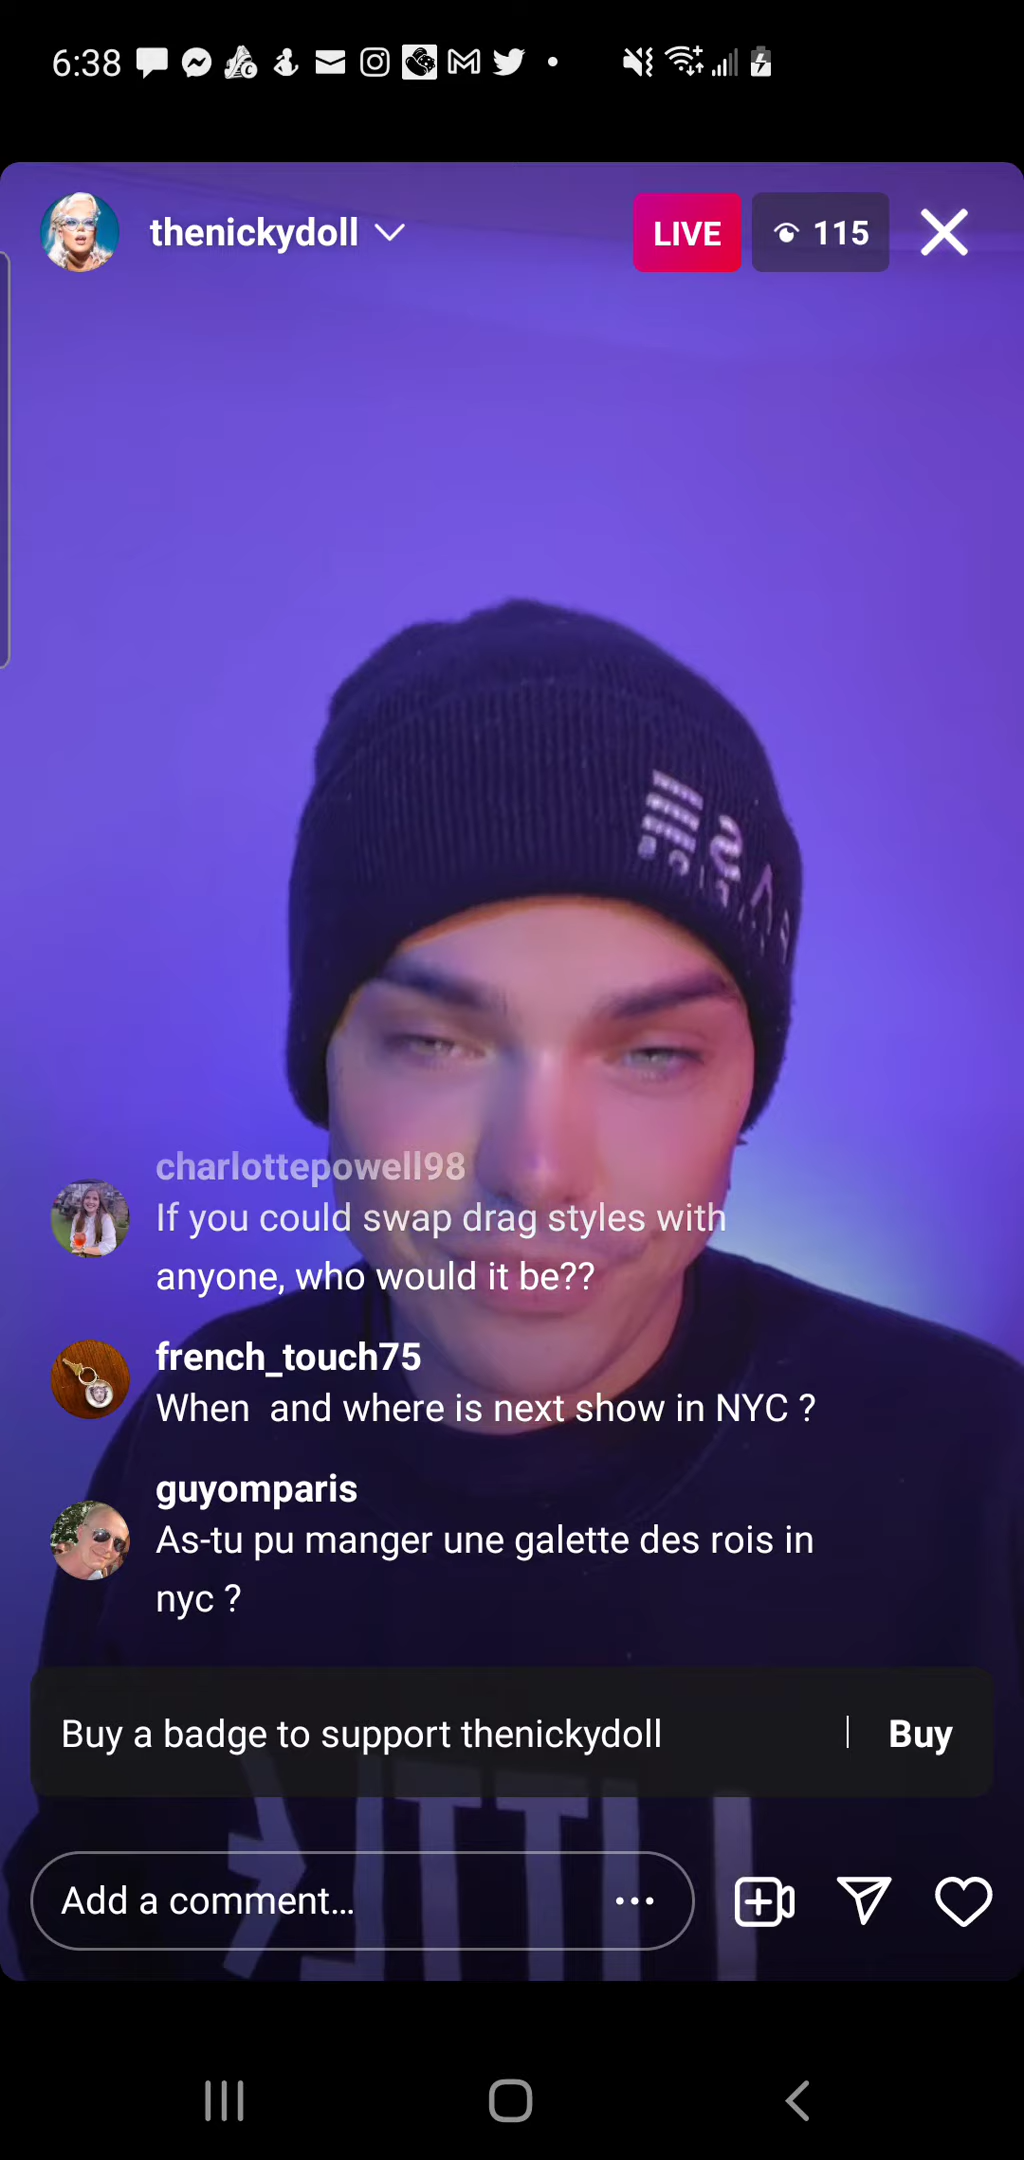 6:38
thenickydoll
LIVE
115
charlottepowell98
If you could swap drag styles with
anyone, who would it be??
french_touch75
When  and where is next show in NYC ?
guyomparis
As-tu pu manger une galette des rois in
nyc ?
Buy a badge to support thenickydoll
Buy
Add a comment...